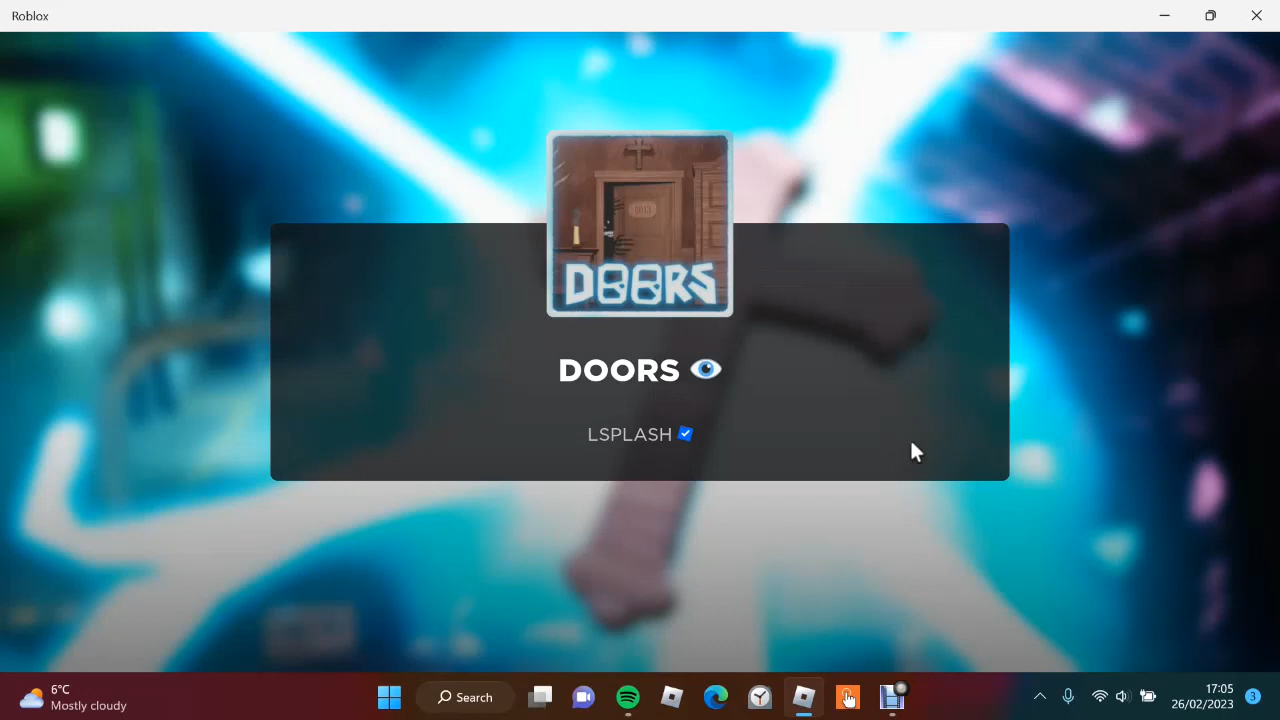 Roblox
DOORS
DOORS 👁
LSPLASH
6°C
Mostly cloudy
Search
17:05
26/02/2023
3